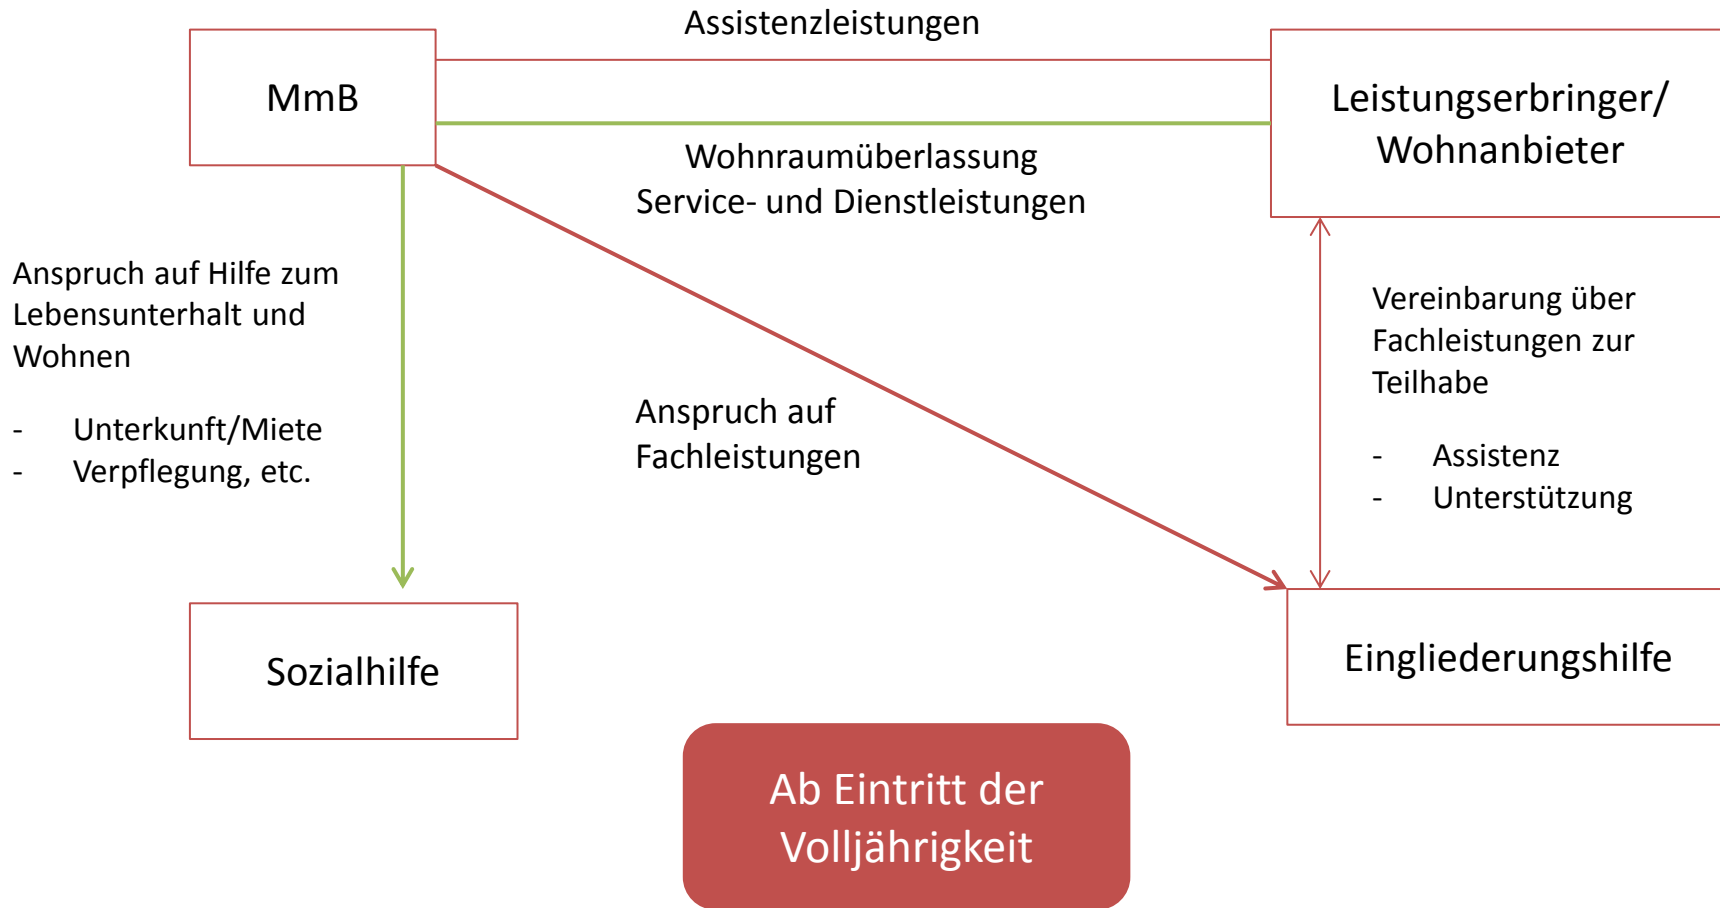 Assistenzleistungen
MmB
Leistungserbringer/
Wohnanbieter
Wohnraumüberlassung
Service- und Dienstleistungen
Anspruch auf Hilfe zum
Lebensunterhalt und
Wohnen
- Unterkunft/Miete
- Verpflegung, etc.
Anspruch auf
Fachleistungen
Vereinbarung über
Fachleistungen zur
Teilhabe
- Assistenz
- Unterstützung
Sozialhilfe
Eingliederungshilfe
Ab Eintritt der
Volljährigkeit